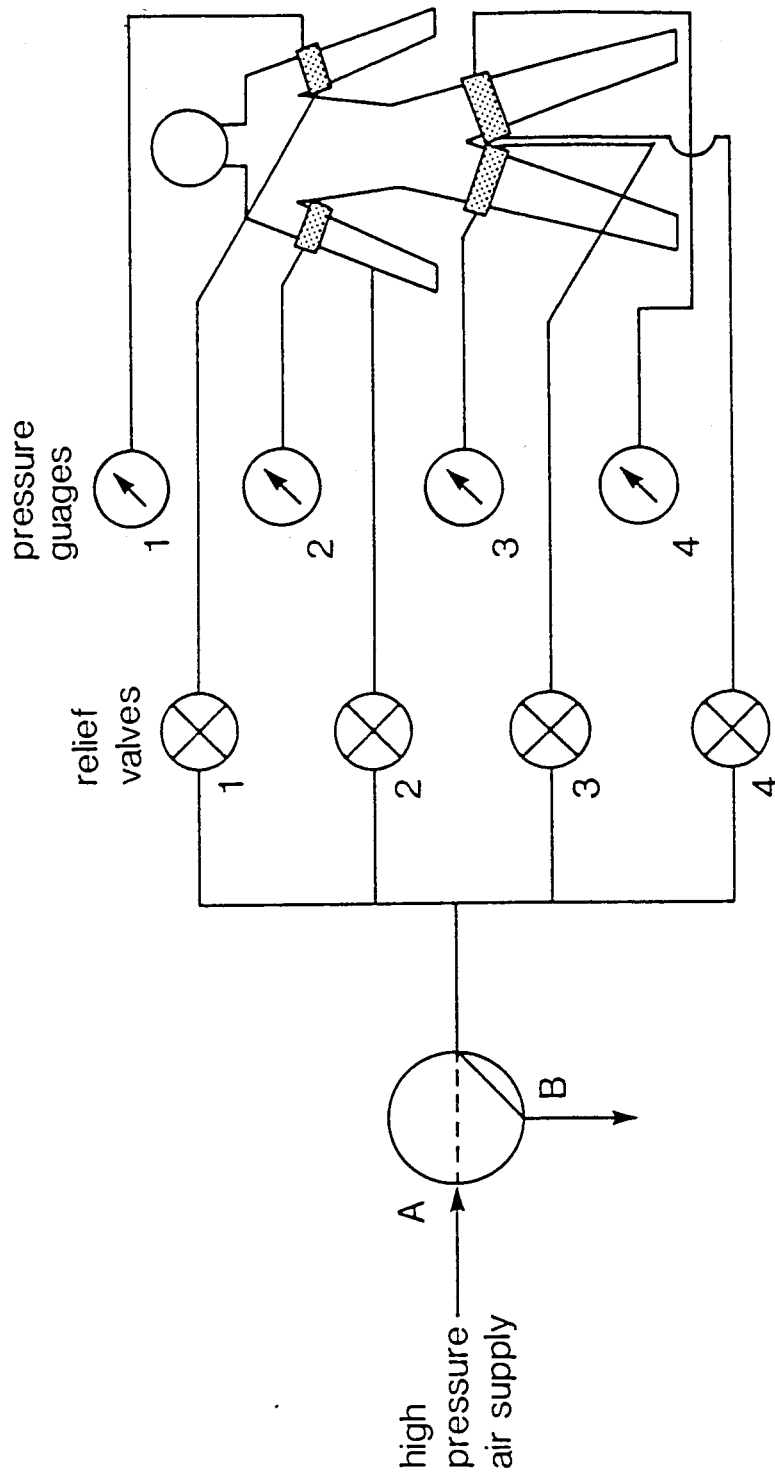 pressure
guages
1
2
3
4
relief
valves
1
2
3
4
A
B
high
pressure
air supply